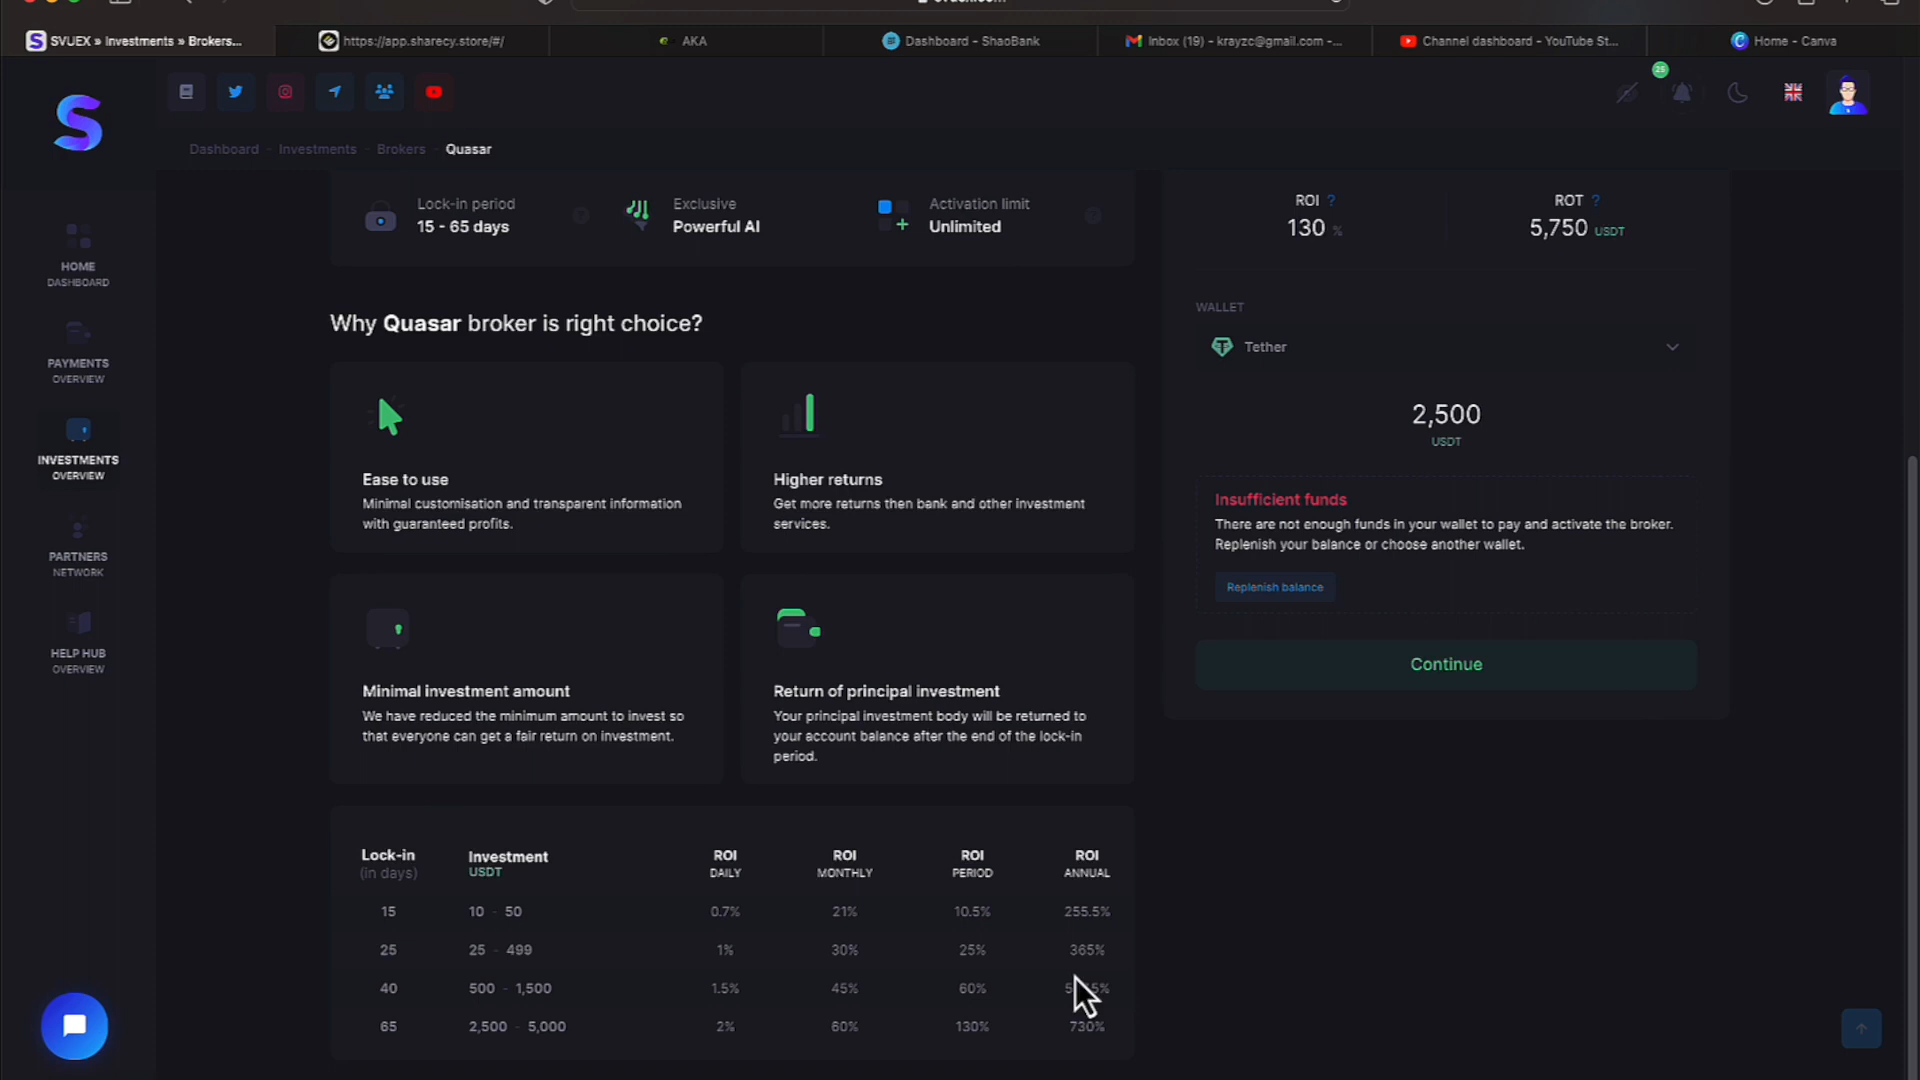 SVUEX » Investments » Brokers...
https://app.sharecy.store/#/
AKA
Dashboard - ShaoBank
Inbox (19) - krayzc@gmail.com -...
Channel dashboard - YouTube St...
Home - Canva
25
Dashboard - Investments - Brokers - Quasar
HOME
DASHBOARD
PAYMENTS
OVERVIEW
INVESTMENTS
OVERVIEW
PARTNERS
NETWORK
HELP HUB
OVERVIEW
Lock-in period
15 - 65 days
Exclusive
Powerful AI
Activation limit
Unlimited
Why Quasar broker is right choice?
Ease to use
Minimal customisation and transparent information
with guaranteed profits.
Higher returns
Get more returns then bank and other investment
services.
Minimal investment amount
We have reduced the minimum amount to invest so
that everyone can get a fair return on investment.
Return of principal investment
Your principal investment body will be returned to
your account balance after the end of the lock-in
period.
Lock-in (in days) Investment USDT ROI DAILY ROI MONTHLY ROI PERIOD ROI ANNUAL
15 10 - 50 0.7% 21% 10.5% 255.5%
25 25 - 499 1% 30% 25% 365%
40 500 - 1,500 1.5% 45% 60%
65 2,500 - 5,000 2% 60% 130% 730%
ROI ?
130 %
ROT ?
5,750 USDT
WALLET
Tether
2,500
USDT
Insufficient funds
There are not enough funds in your wallet to pay and activate the broker.
Replenish your balance or choose another wallet.
Replenish balance
Continue